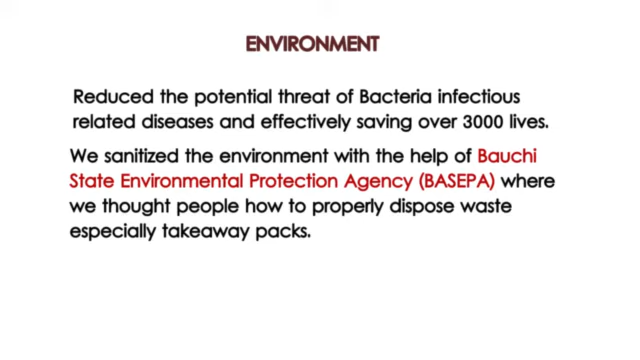 ENVIRONMENT
Reduced the potential threat of Bacteria infectious
related diseases and effectively saving over 3000 lives.
We sanitized the environment with the help of Bauchi
State Environmental Protection Agency (BASEPA) where
we thought people how to properly dispose waste
especially takeaway packs.